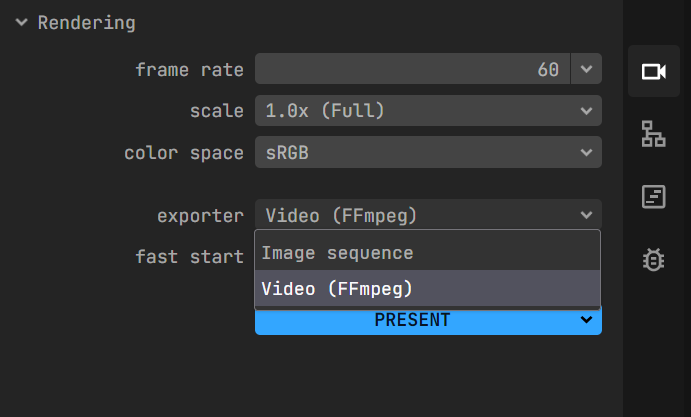 Rendering
frame rate 60
scale 1.0x (Full)
color space sRGB
exporter Video (FFmpeg)
fast start
Image sequence
Video (FFmpeg)
PRESENT